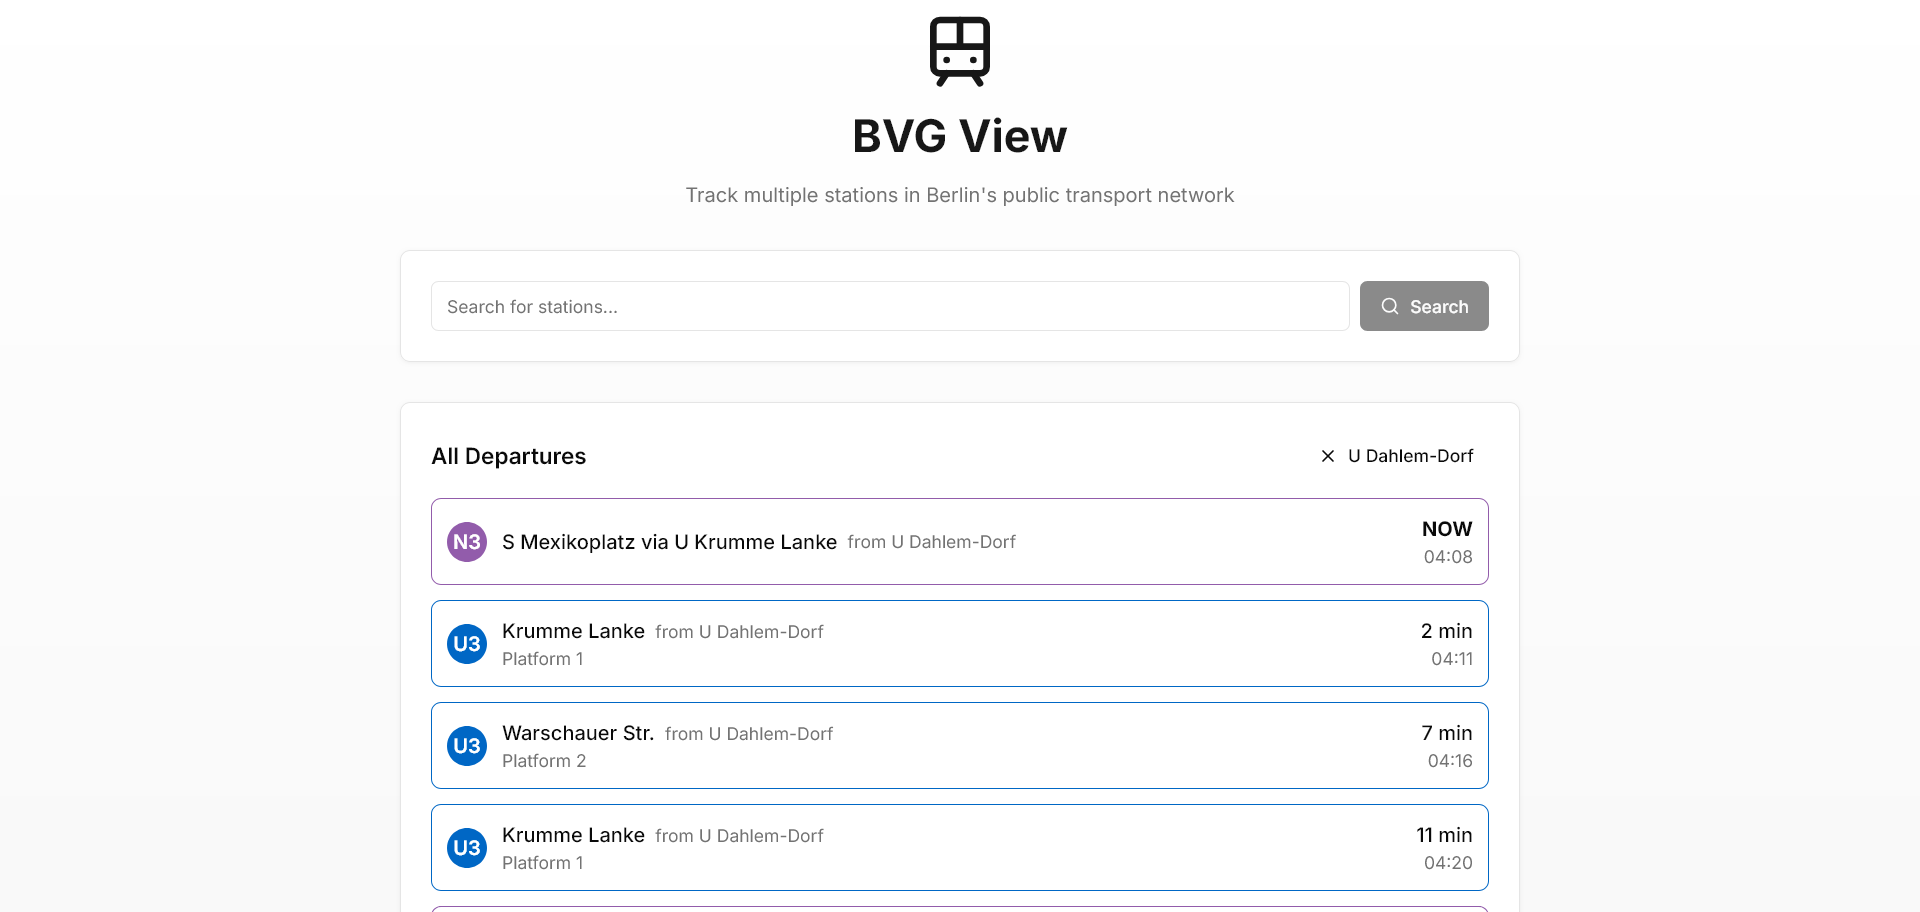 BVG View
Track multiple stations in Berlin's public transport network
Search for stations...
Search
All Departures
U Dahlem-Dorf
N3
S Mexikoplatz via U Krumme Lanke from U Dahlem-Dorf
NOW
04:08
U3
Krumme Lanke from U Dahlem-Dorf
Platform 1
2 min
04:11
U3
Warschauer Str. from U Dahlem-Dorf
Platform 2
7 min
04:16
U3
Krumme Lanke from U Dahlem-Dorf
Platform 1
11 min
04:20